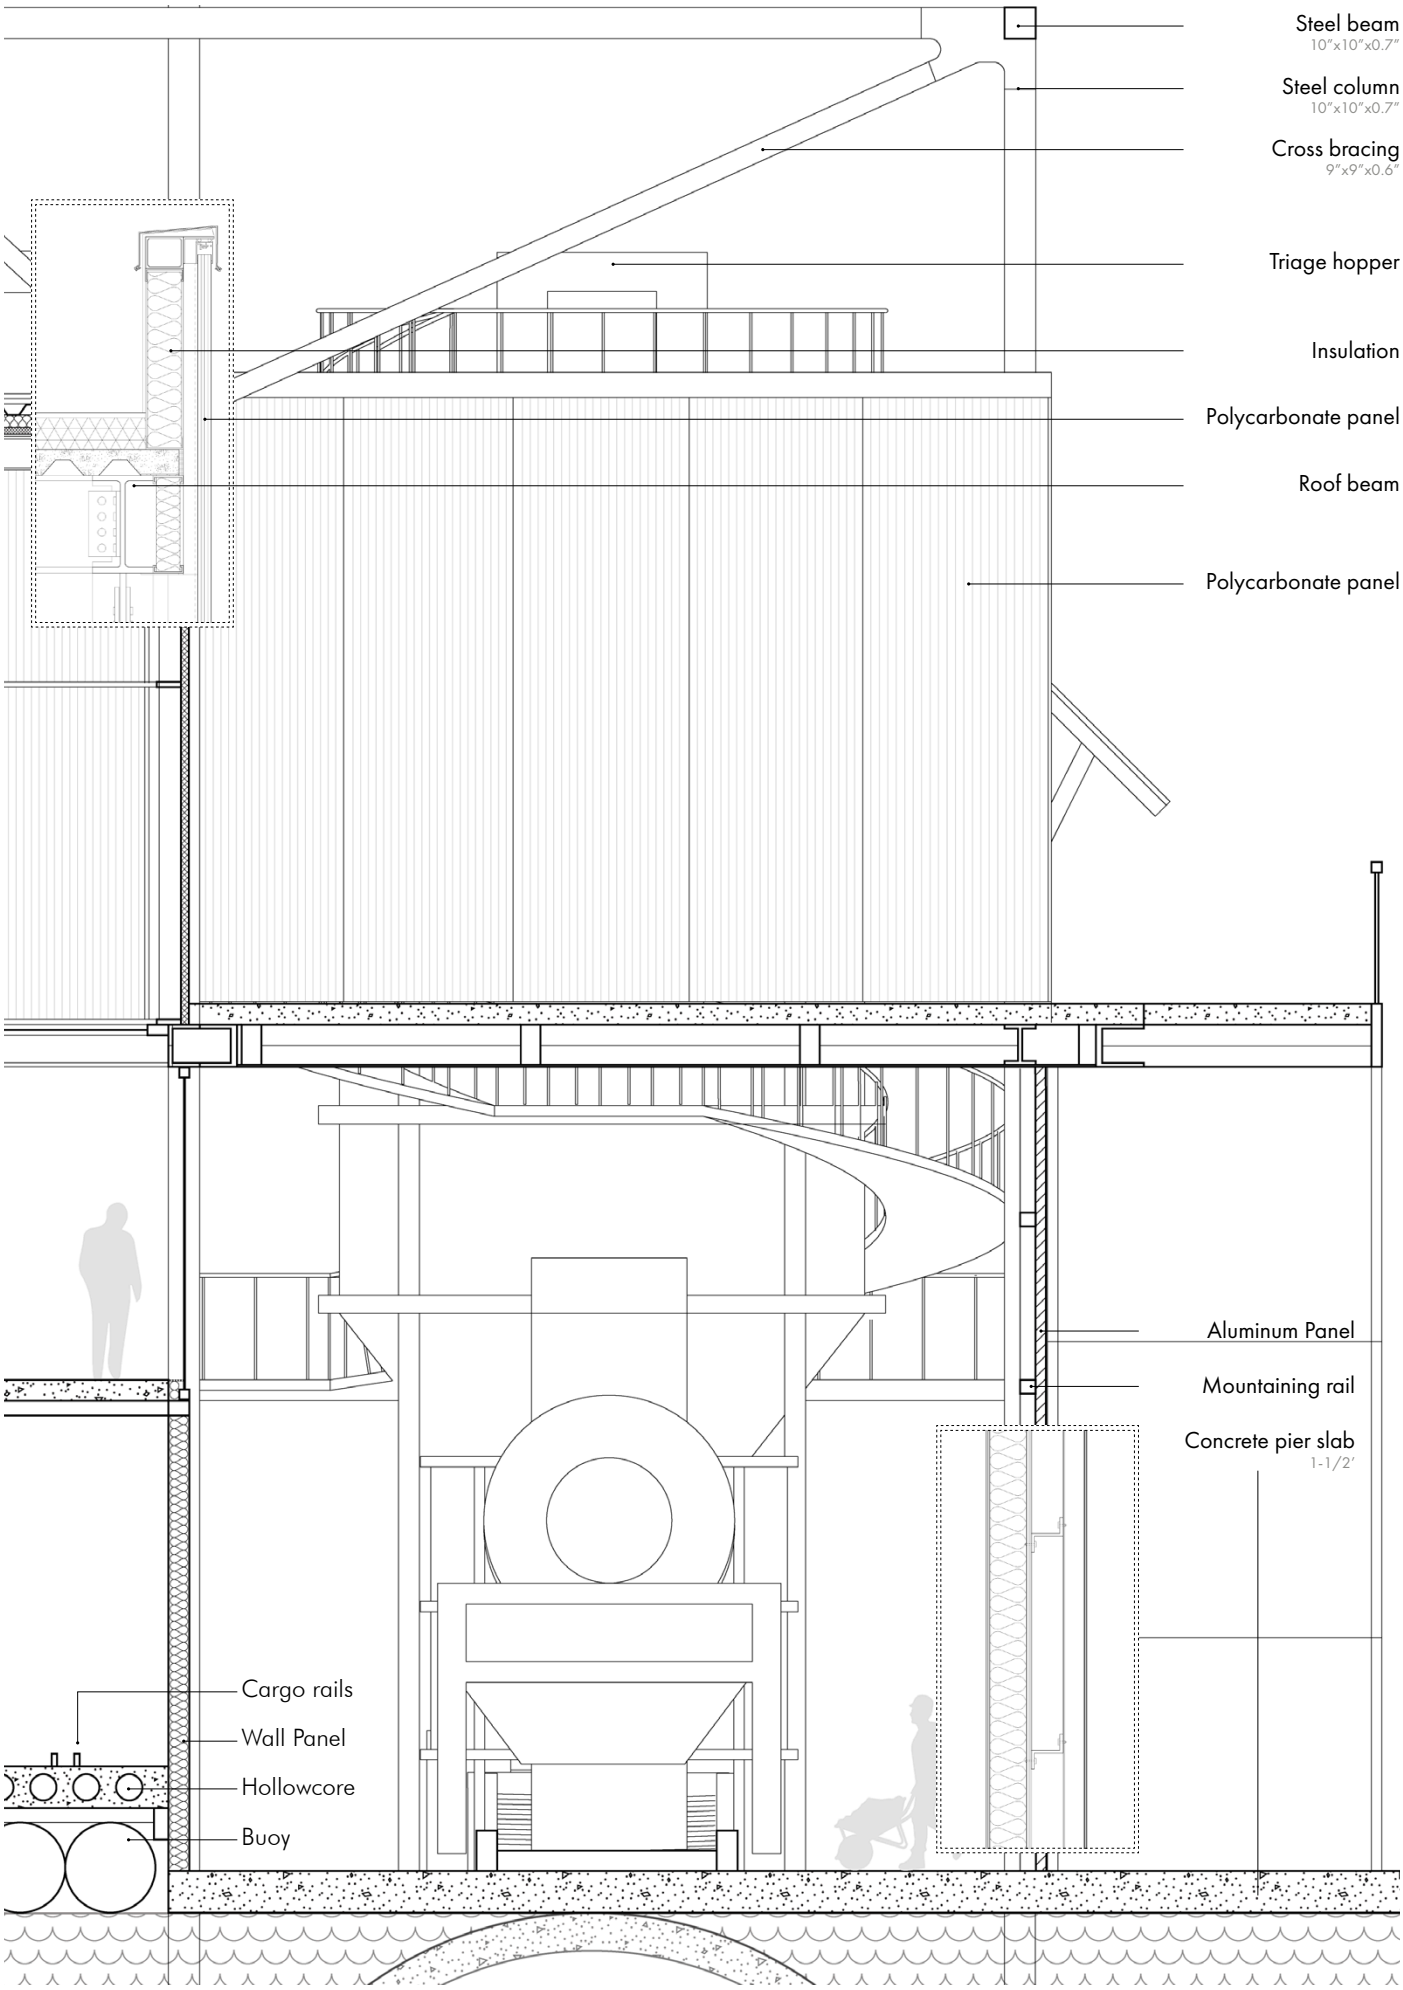 Steel beam
10”x10”x0.7”
Steel column
10”x10”x0.7”
Cross bracing
9”x9”x0.6”
Triage hopper
Insulation
Polycarbonate panel
Roof beam
Polycarbonate panel
Aluminum Panel
Mountaining rail
Concrete pier slab
1-1/2’
Cargo rails
Wall Panel
Hollowcore
Buoy